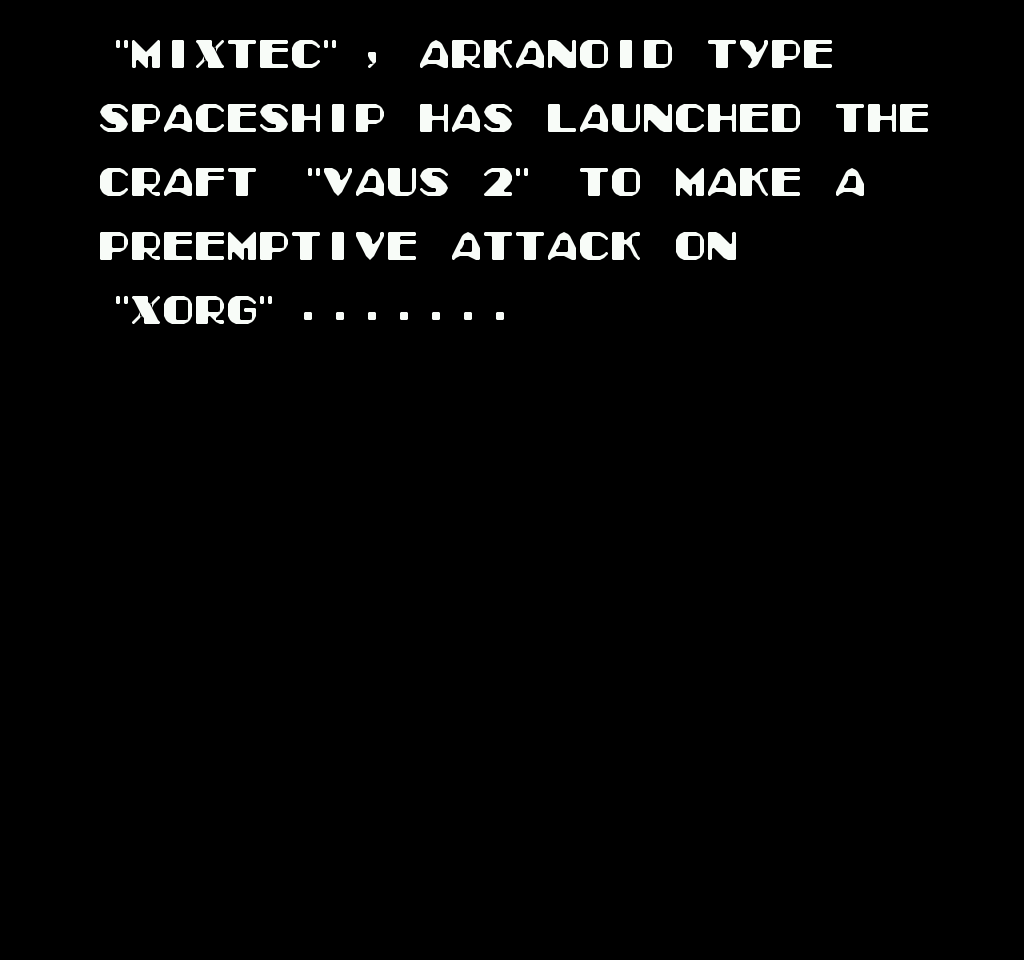 "MIXTEC" , ARKANOID TYPE
SPACESHIP HAS LAUNCHED THE
CRAFT "VAUS 2" TO MAKE A
PREEMPTIVE ATTACK ON
"XORG" .......